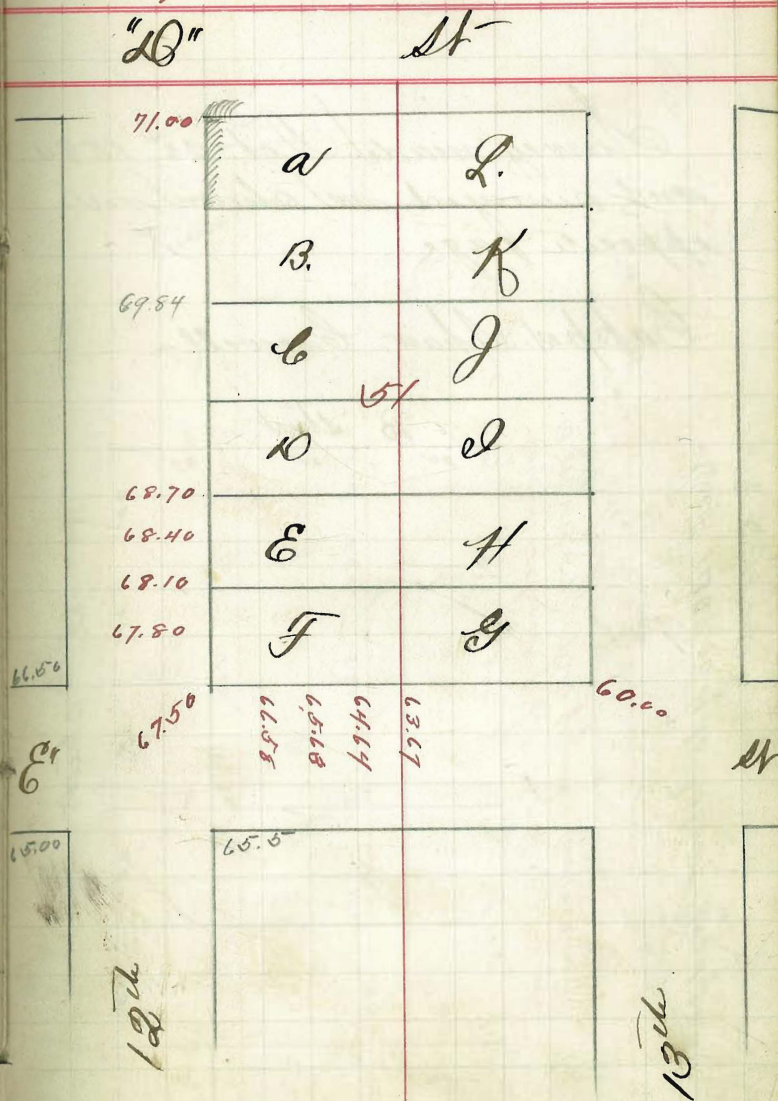 "D" St
71.00
a L.
B. K
69.84
C J
51
D I
68.70
68.40 E H
68.10
67.80 F G
66.50
67.50 66.58 65.68 64.64 63.67 60.00
"E" St
65.00 65.5
12th 13th